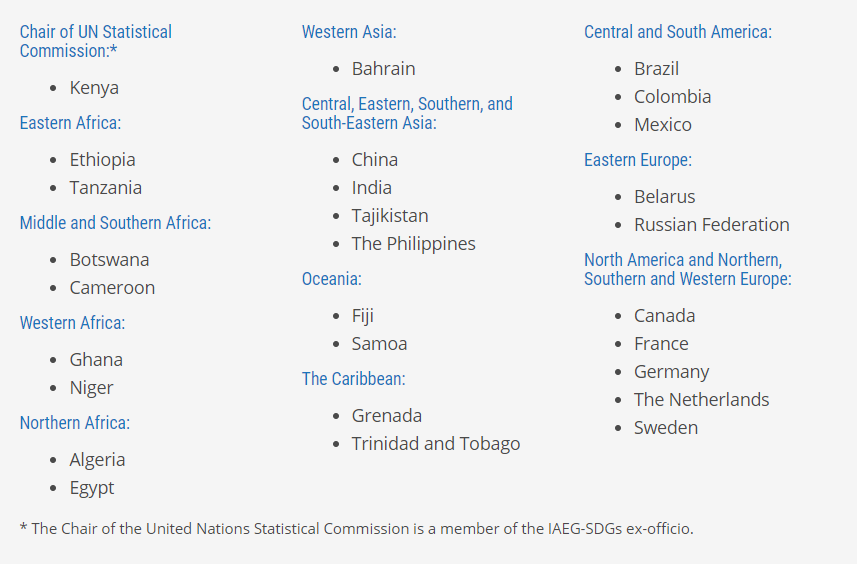 Chair of UN Statistical
Commission:*
• Kenya
Eastern Africa:
• Ethiopia
• Tanzania
Middle and Southern Africa:
• Botswana
• Cameroon
Western Africa:
• Ghana
• Niger
Northern Africa:
• Algeria
• Egypt
Western Asia:
• Bahrain
Central, Eastern, Southern, and
South-Eastern Asia:
• China
• India
• Tajikistan
• The Philippines
Oceania:
• Fiji
• Samoa
The Caribbean:
• Grenada
• Trinidad and Tobago
Central and South America:
• Brazil
• Colombia
• Mexico
Eastern Europe:
• Belarus
• Russian Federation
North America and Northern,
Southern and Western Europe:
• Canada
• France
• Germany
• The Netherlands
• Sweden
* The Chair of the United Nations Statistical Commission is a member of the IAEG-SDGs ex-officio.